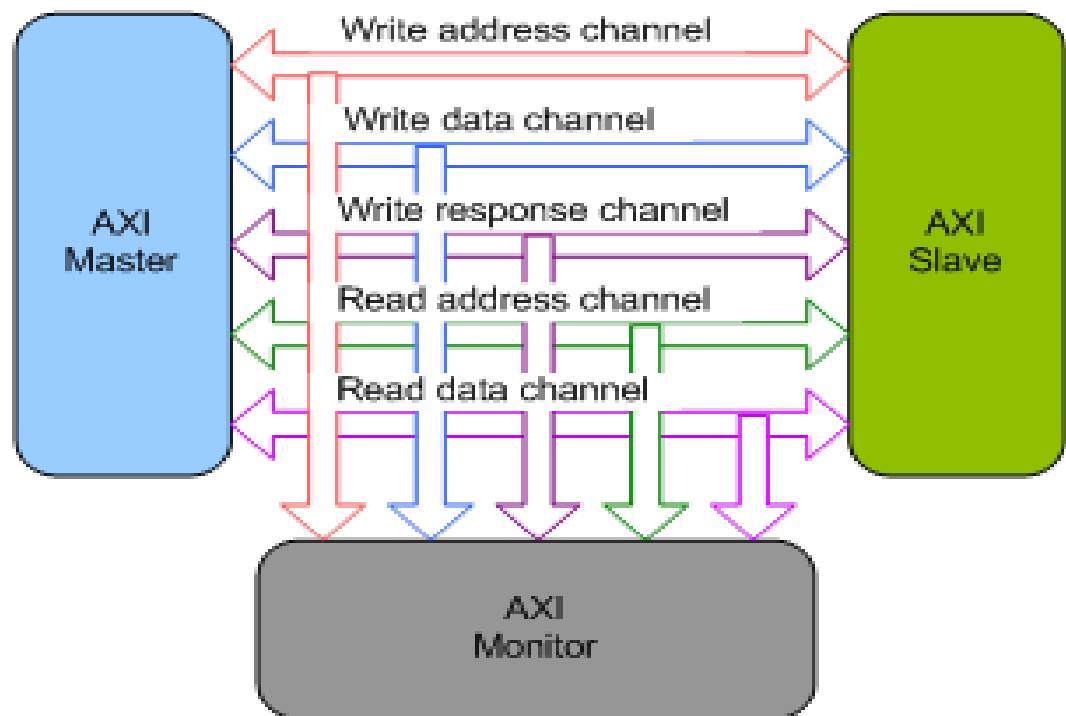 Write address channel
Write data channel
Write response channel
Read address channel
Read data channel
AXI
Master
AXI
Slave
AXI
Monitor